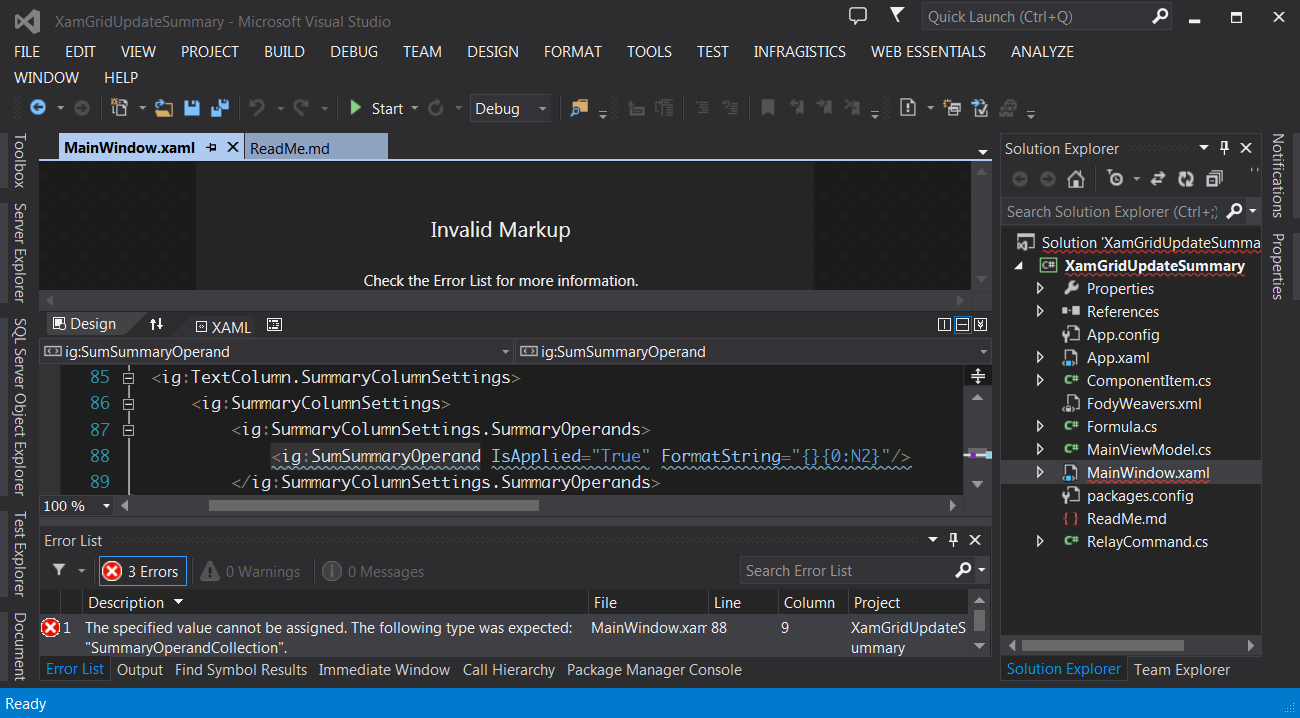 XamGridUpdateSummary - Microsoft Visual Studio
Quick Launch (Ctrl+Q)
FILE EDIT VIEW PROJECT BUILD DEBUG TEAM DESIGN FORMAT TOOLS TEST INFRAGISTICS WEB ESSENTIALS ANALYZE
WINDOW HELP
Start Debug
Toolbox
Server Explorer
SQL Server Object Explorer
Test Explorer
Document
MainWindow.xaml ReadMe.md
Invalid Markup
Check the Error List for more information.
Design XAML
ig:SumSummaryOperand ig:SumSummaryOperand
85 <ig:TextColumn.SummaryColumnSettings>
86 <ig:SummaryColumnSettings>
87 <ig:SummaryColumnSettings.SummaryOperands>
88 <ig:SumSummaryOperand IsApplied="True" FormatString="{}{0:N2}"/>
89 </ig:SummaryColumnSettings.SummaryOperands>
100 %
Error List
3 Errors 0 Warnings 0 Messages
Search Error List
Description File Line Column Project
1 The specified value cannot be assigned. The following type was expected: MainWindow.xam 88 9 XamGridUpdateS
"SummaryOperandCollection". ummary
Error List Output Find Symbol Results Immediate Window Call Hierarchy Package Manager Console
Solution Explorer
Search Solution Explorer (Ctrl+;)
Solution 'XamGridUpdateSumma
C# XamGridUpdateSummary
Properties
References
App.config
App.xaml
C# ComponentItem.cs
FodyWeavers.xml
C# Formula.cs
C# MainViewModel.cs
MainWindow.xaml
packages.config
ReadMe.md
C# RelayCommand.cs
Solution Explorer Team Explorer
Notifications
Properties
Ready